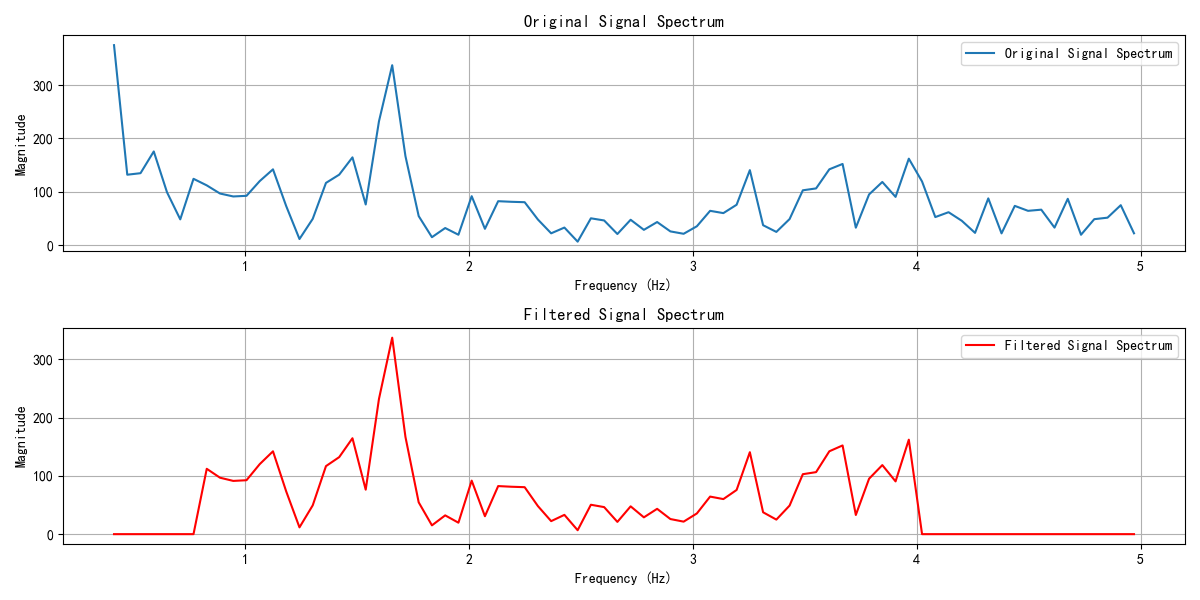 Original Signal Spectrum
Original Signal Spectrum
Magnitude
300
200
100
0
1 2 3 4 5
Frequency (Hz)
Filtered Signal Spectrum
Filtered Signal Spectrum
Magnitude
300
200
100
0
1 2 3 4 5
Frequency (Hz)